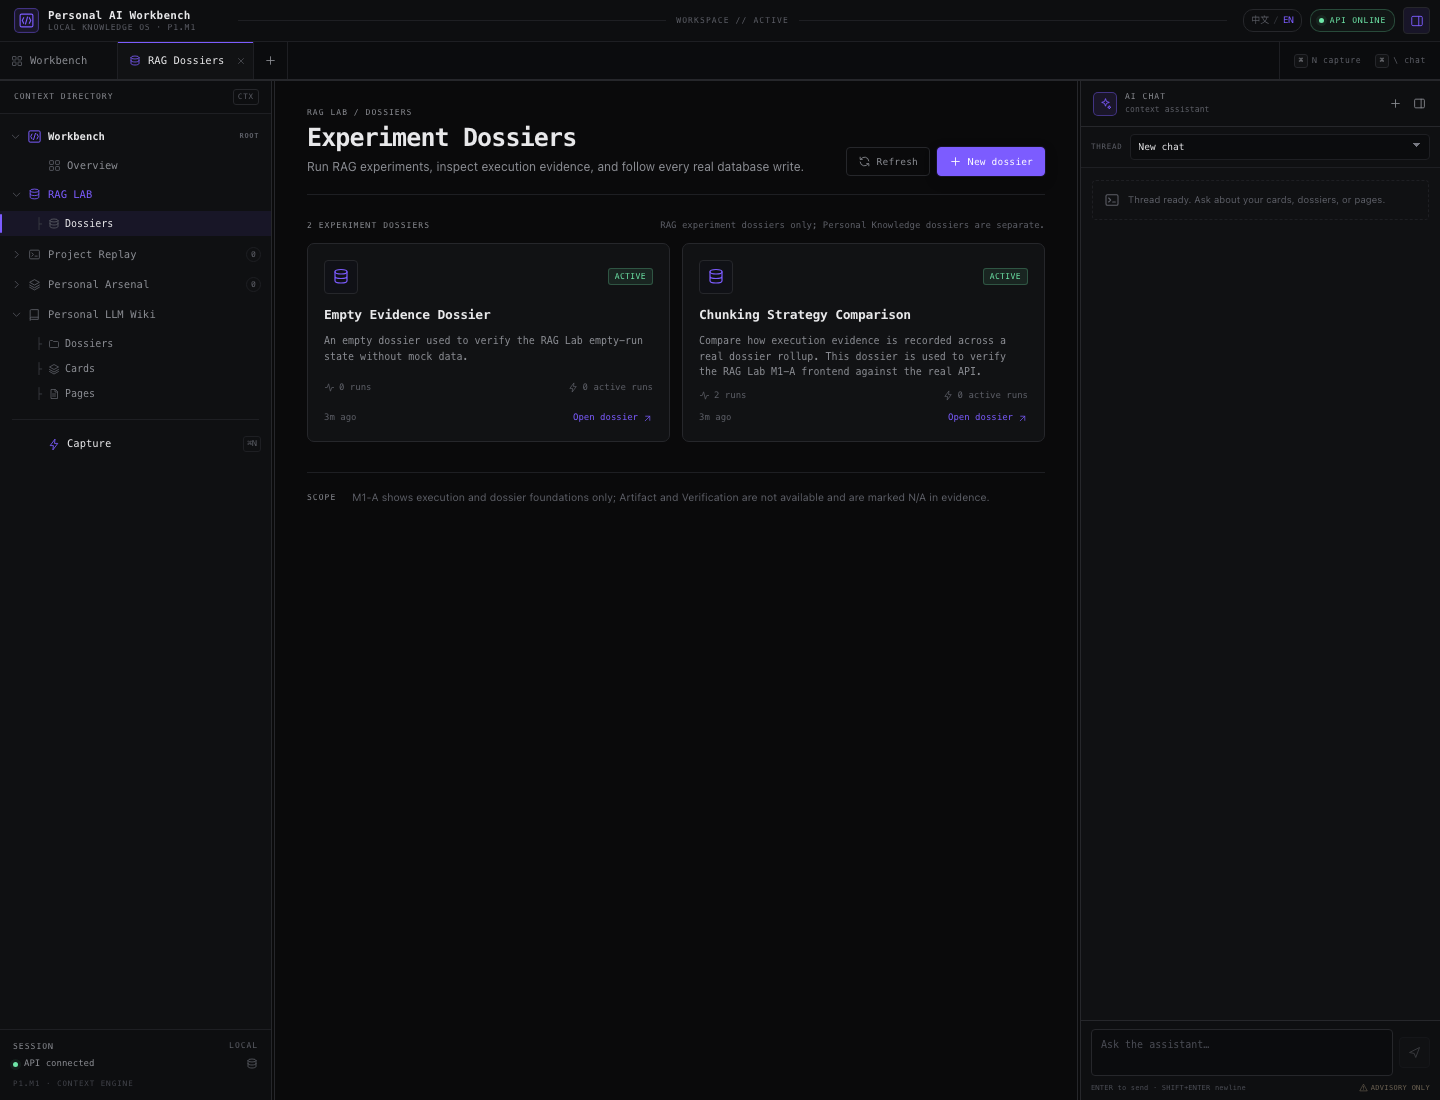 Personal AI Workbench
LOCAL KNOWLEDGE OS · P1.M1
WORKSPACE // ACTIVE
中文 / EN
API ONLINE
Workbench
RAG Dossiers ×
+
⌘ N capture
⌘ \ chat
CONTEXT DIRECTORY
CTX
Workbench
ROOT
Overview
RAG LAB
Dossiers
Project Replay
0
Personal Arsenal
0
Personal LLM Wiki
Dossiers
Cards
Pages
Capture
⌘N
SESSION
LOCAL
API connected
P1.M1 · CONTEXT ENGINE
RAG LAB / DOSSIERS
Experiment Dossiers
Run RAG experiments, inspect execution evidence, and follow every real database write.
Refresh
+ New dossier
2 EXPERIMENT DOSSIERS
RAG experiment dossiers only; Personal Knowledge dossiers are separate.
ACTIVE
Empty Evidence Dossier
An empty dossier used to verify the RAG Lab empty-run
state without mock data.
0 runs
0 active runs
3m ago
Open dossier ↗
ACTIVE
Chunking Strategy Comparison
Compare how execution evidence is recorded across a
real dossier rollup. This dossier is used to verify
the RAG Lab M1-A frontend against the real API.
2 runs
0 active runs
3m ago
Open dossier ↗
SCOPE
M1-A shows execution and dossier foundations only; Artifact and Verification are not available and are marked N/A in evidence.
AI CHAT
context assistant
THREAD
New chat
Thread ready. Ask about your cards, dossiers, or pages.
Ask the assistant…
ENTER to send · SHIFT+ENTER newline
ADVISORY ONLY